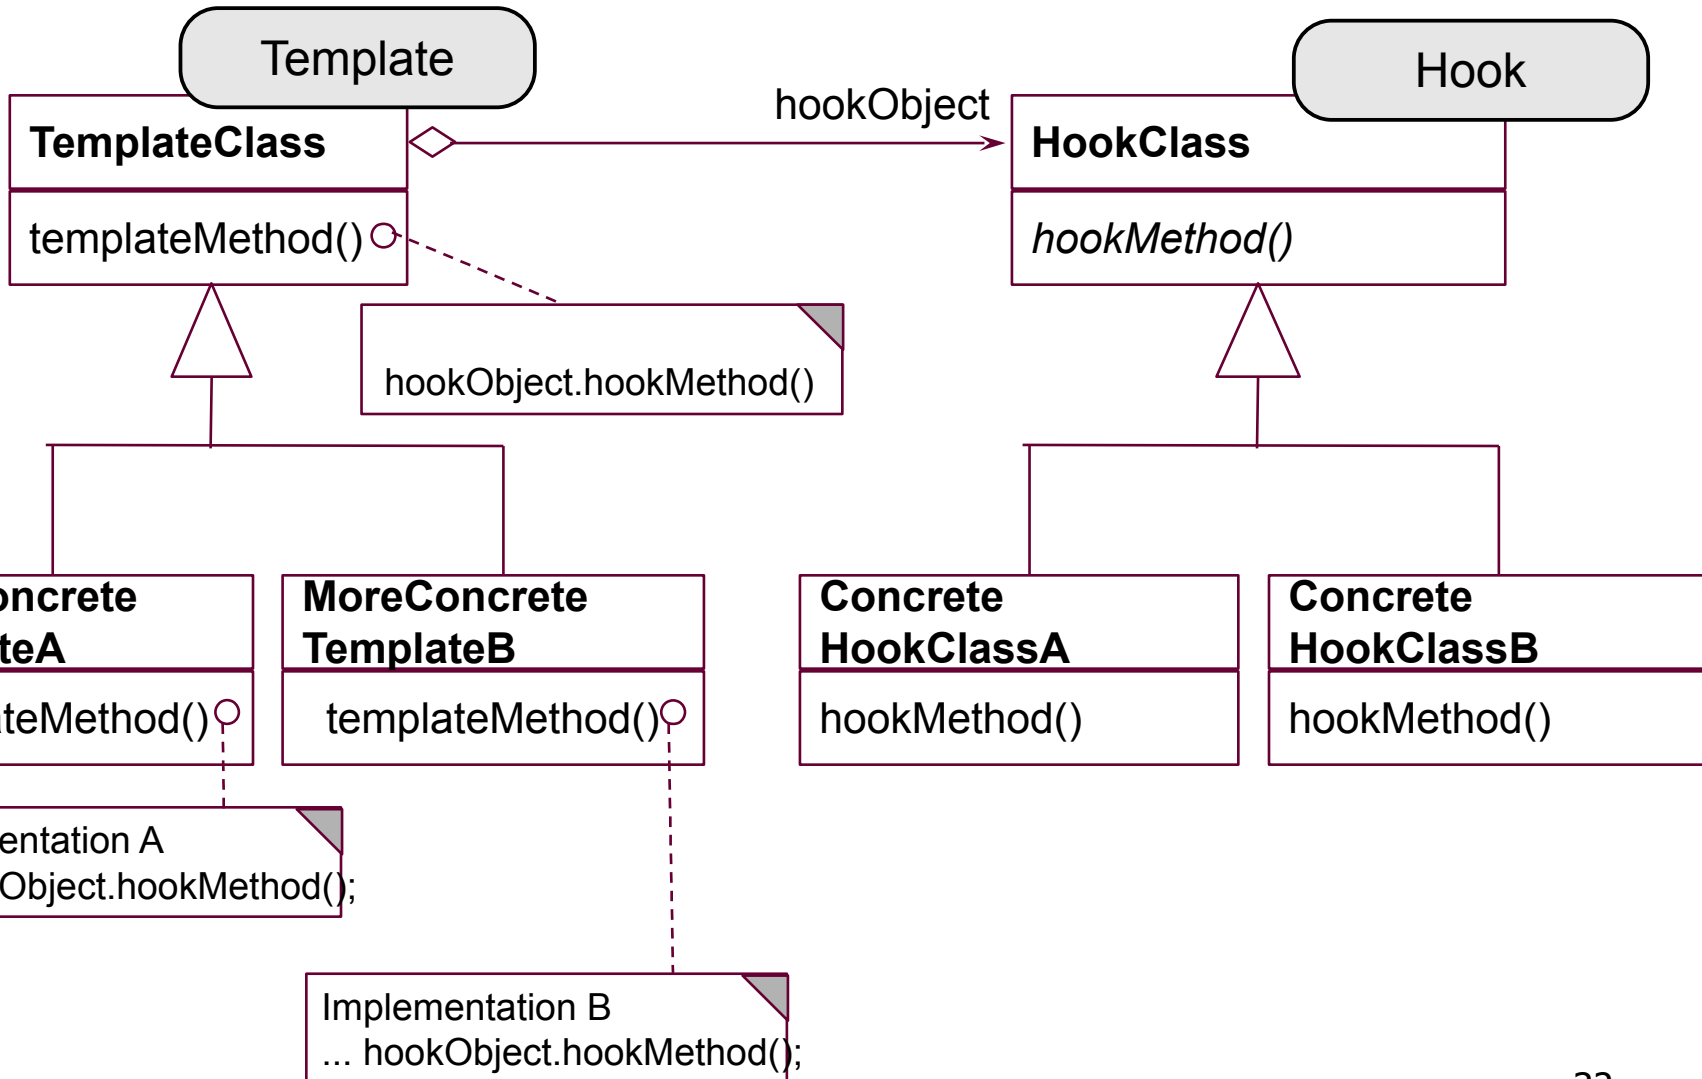 Template
Hook
hookObject
TemplateClass
HookClass
templateMethod()
hookMethod()
hookObject.hookMethod()
oncrete
teA
MoreConcrete
TemplateB
Concrete
HookClassA
Concrete
HookClassB
teMethod()
templateMethod()
hookMethod()
hookMethod()
entation A
Object.hookMethod();
Implementation B
... hookObject.hookMethod();